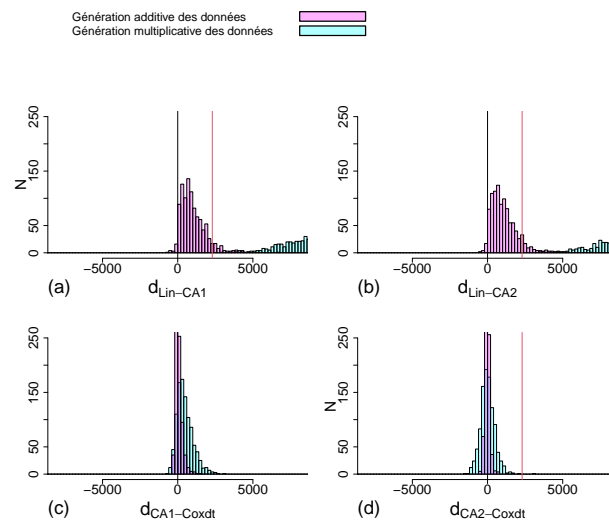 Génération additive des données
Génération multiplicative des données
250
150
50
0
N
−5000 0 5000
(a) dLin−CA1
250
150
50
0
−5000 0 5000
(b) dLin−CA2
250
150
50
0
−5000 0 5000
(c) dCA1−Coxdt
250
150
50
0
N
−5000 0 5000
(d) dCA2−Coxdt